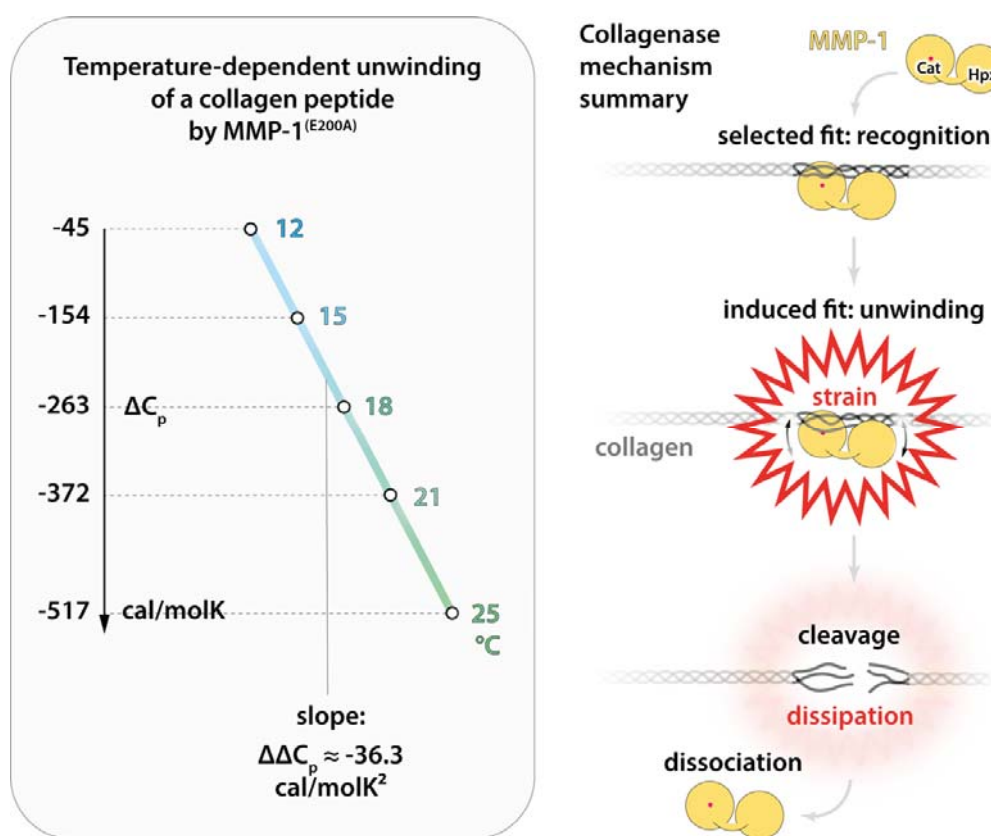 Temperature-dependent unwinding
of a collagen peptide
by MMP-1(E200A)
-45
12
-154
15
-263
ΔCp
18
-372
21
-517
cal/molK
25
°C
slope:
ΔΔCp ≈ -36.3
cal/molK²
Collagenase
mechanism
summary
MMP-1
Cat
Hpx
selected fit: recognition
induced fit: unwinding
strain
collagen
cleavage
dissipation
dissociation